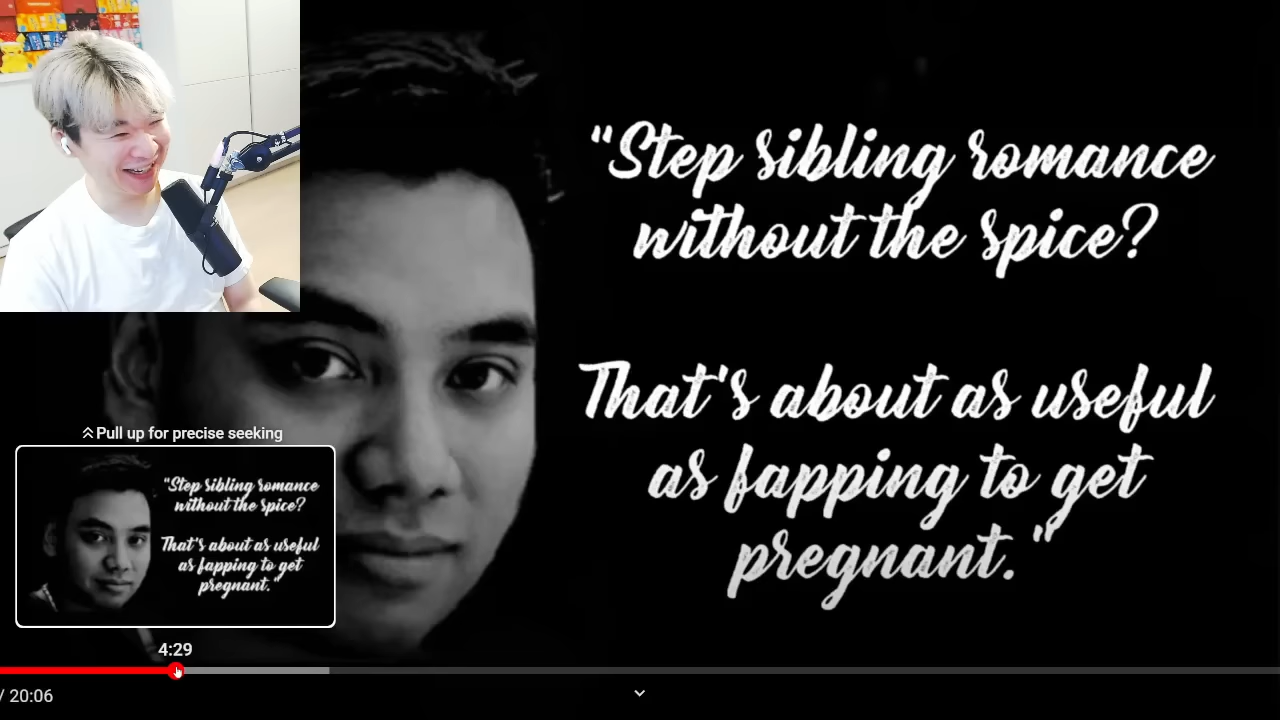 "Step sibling romance
without the spice?
That's about as useful
as fapping to get
pregnant."
Pull up for precise seeking
"Step sibling romance
without the spice?
That's about as useful
as fapping to get
pregnant."
4:29
/ 20:06